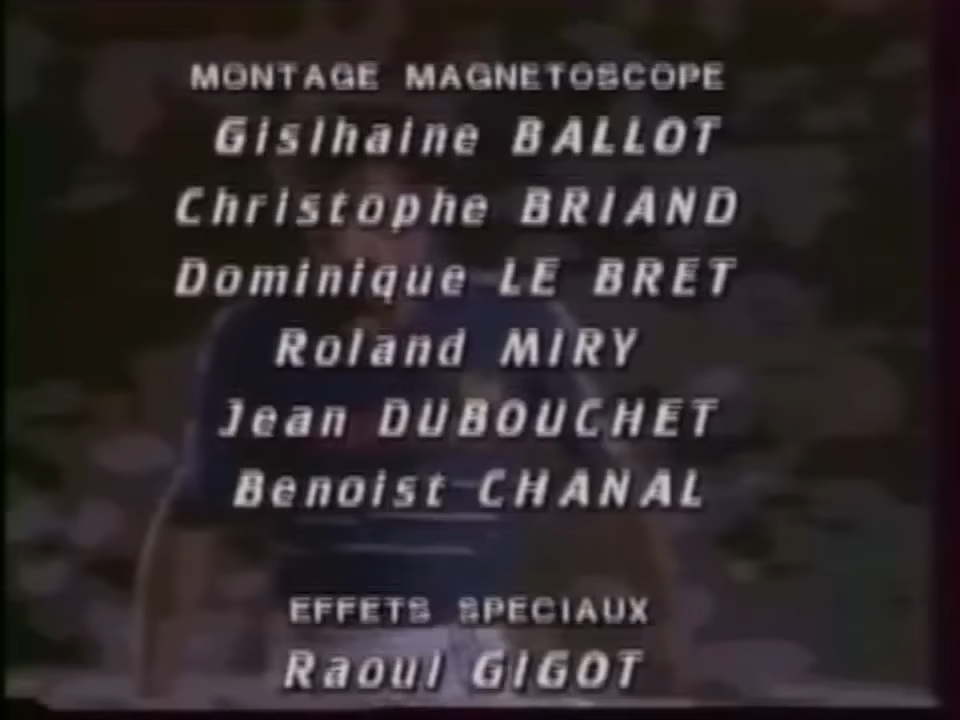 MONTAGE MAGNETOSCOPE
Gislhaine BALLOT
Christophe BRIAND
Dominique LE BRET
Roland MIRY
Jean DUBOUCHET
Benoist CHANAL
EFFETS SPECIAUX
Raoul GIGOT